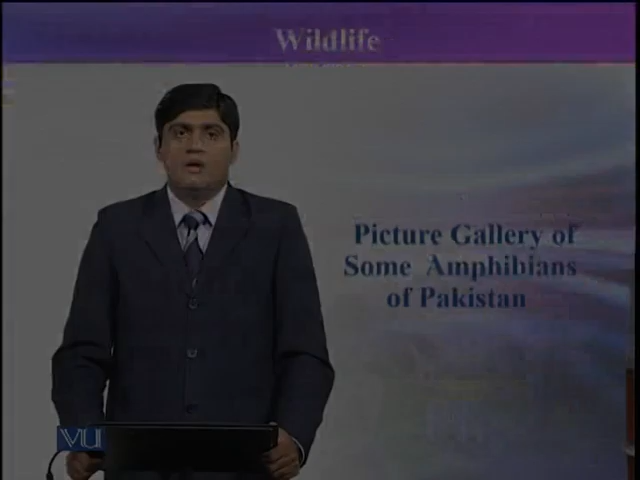 Wildlife
Picture Gallery of
Some Amphibians
of Pakistan
VU